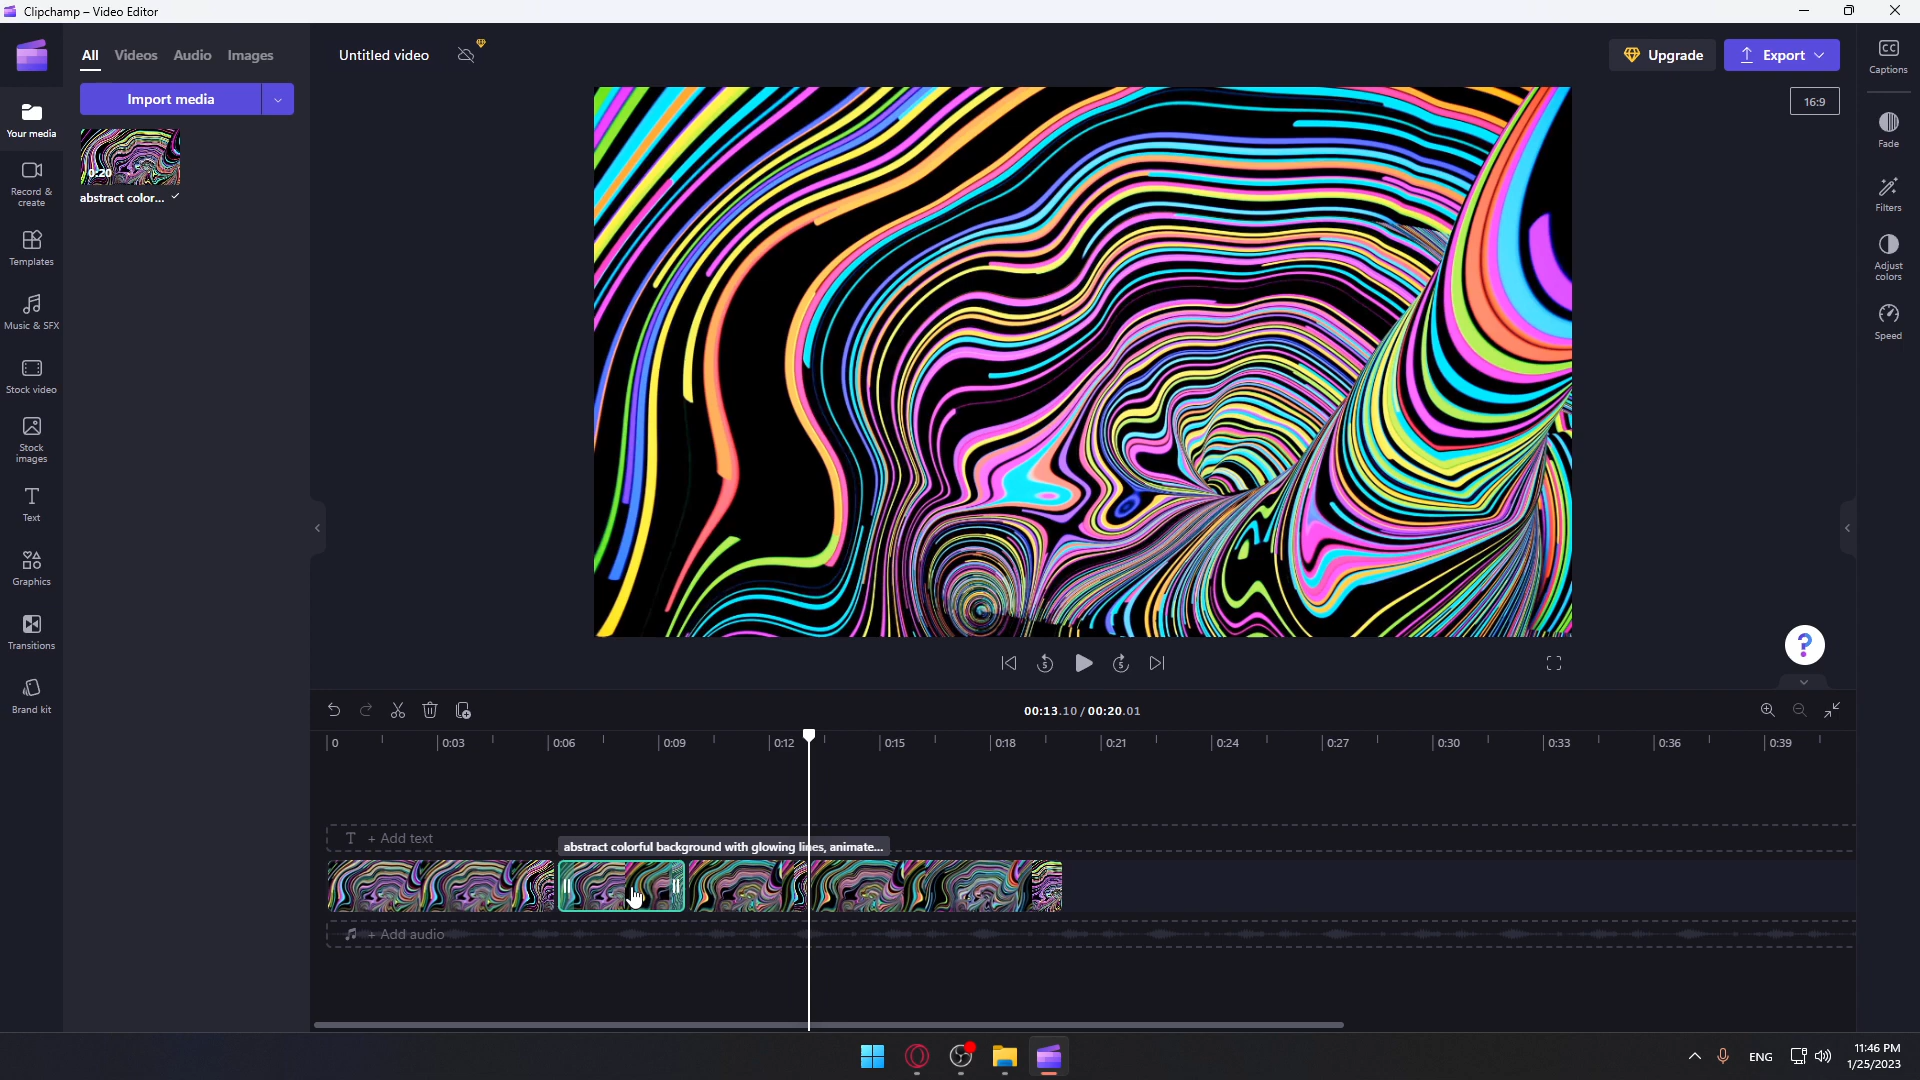 Clipchamp – Video Editor
All Videos Audio Images
Untitled video
Upgrade
Export
Captions
Import media
16:9
Your media
0:20
abstract color...
Record &
create
Templates
Music & SFX
Stock video
Stock
images
Text
Graphics
Transitions
Brand kit
Fade
Filters
Adjust
colors
Speed
5
5
?
00:13.10 / 00:20.01
0 0:03 0:06 0:09 0:12 0:15 0:18 0:21 0:24 0:27 0:30 0:33 0:36 0:39
T + Add text
abstract colorful background with glowing lines, animate...
+ Add audio
ENG
11:46 PM
1/25/2023